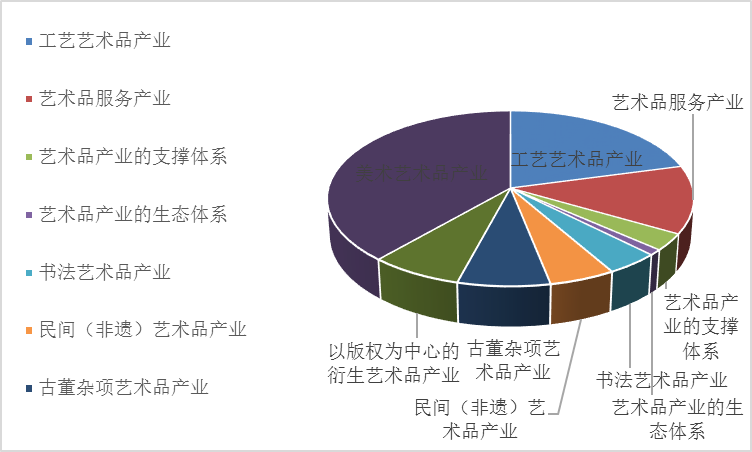 工艺艺术品产业
艺术品服务产业
艺术品产业的支撑体系
艺术品产业的生态体系
书法艺术品产业
民间（非遗）艺术品产业
古董杂项艺术品产业
艺术品服务产业
工艺艺术品产业
艺术品产业
艺术品产
业的支撑
体系
以版权为中心的
衍生艺术品产业
古董杂项艺
术品产业
书法艺术品产业
民间（非遗）艺
术品产业
艺术品产业的生
态体系